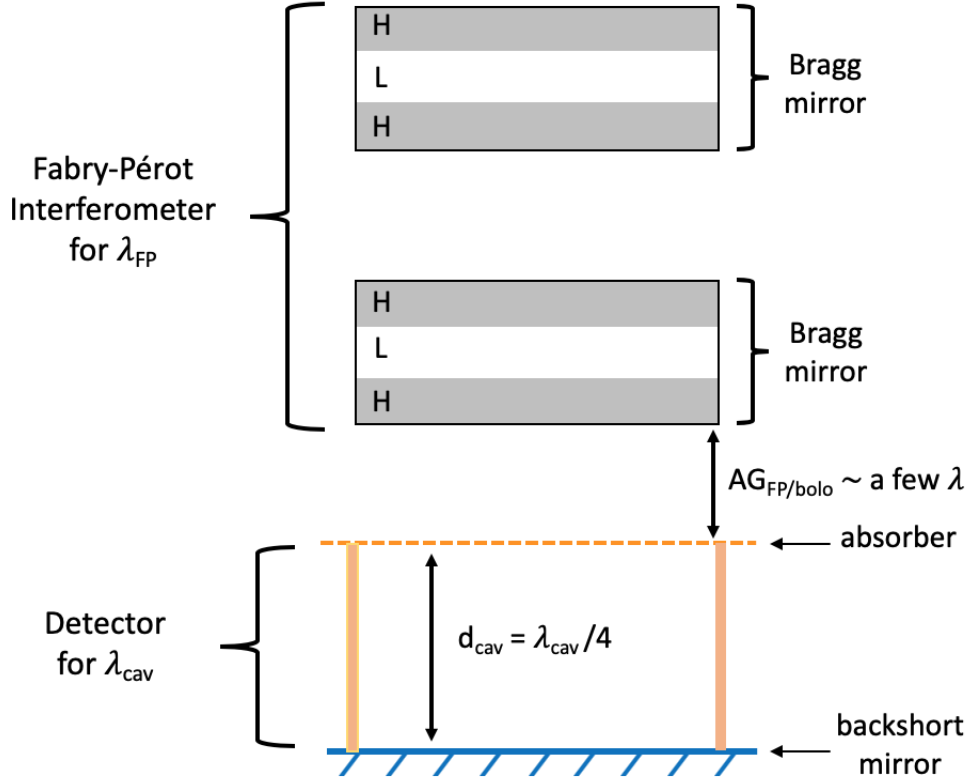 H
L
H
Bragg
mirror
Fabry-Pérot
Interferometer
for λFP
H
L
H
Bragg
mirror
AGFP/bolo ~ a few λ
absorber
Detector
for λcav
dcav = λcav/4
backshort
mirror